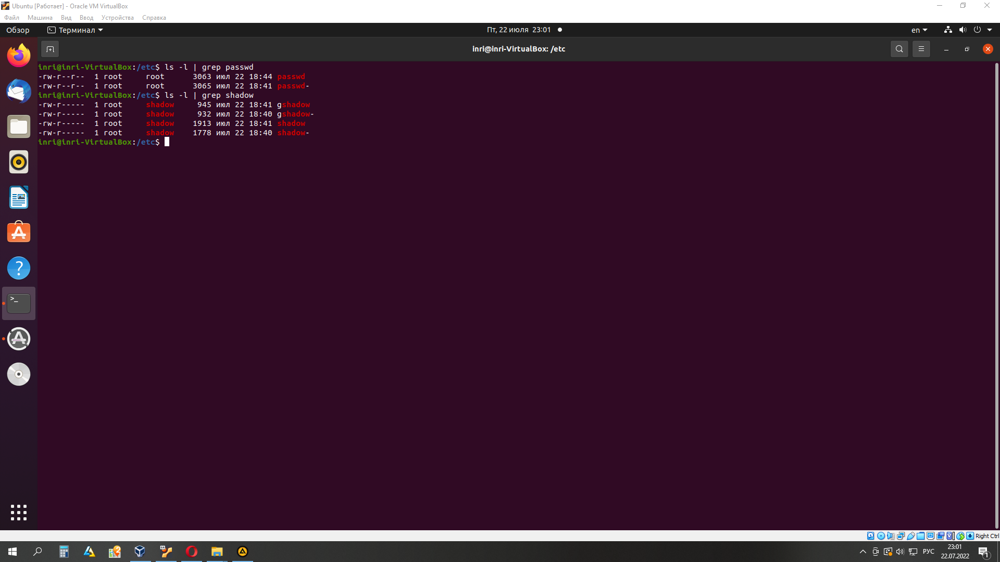 Ubuntu [Работает] - Oracle VM VirtualBox
Файл Машина Вид Ввод Устройства Справка
Обзор Терминал Пт, 22 июля 23:01 en
inri@inri-VirtualBox: /etc
inri@inri-VirtualBox:/etc$ ls -l | grep passwd
-rw-r--r-- 1 root root 3063 июл 22 18:44 passwd
-rw-r--r-- 1 root root 3065 июл 22 18:41 passwd-
inri@inri-VirtualBox:/etc$ ls -l | grep shadow
-rw-r----- 1 root shadow 945 июл 22 18:41 gshadow
-rw-r----- 1 root shadow 932 июл 22 18:40 gshadow-
-rw-r----- 1 root shadow 1913 июл 22 18:41 shadow
-rw-r----- 1 root shadow 1778 июл 22 18:40 shadow-
inri@inri-VirtualBox:/etc$
Right Ctrl
РУС 23:01
22.07.2022
1